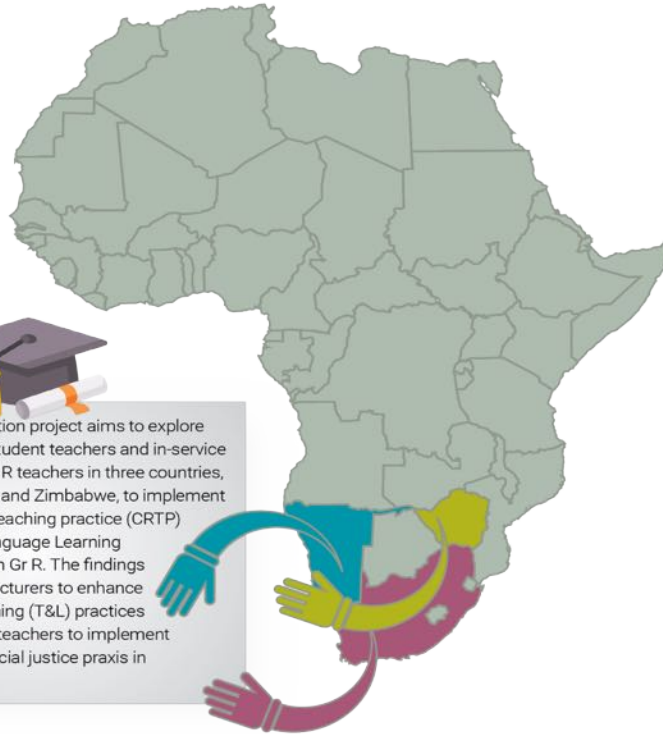 tion project aims to explore
tudent teachers and in-service
R teachers in three countries,
and Zimbabwe, to implement
eaching practice (CRTP)
guage Learning
n Gr R. The findings
cturers to enhance
ing (T&L) practices
teachers to implement
cial justice praxis in